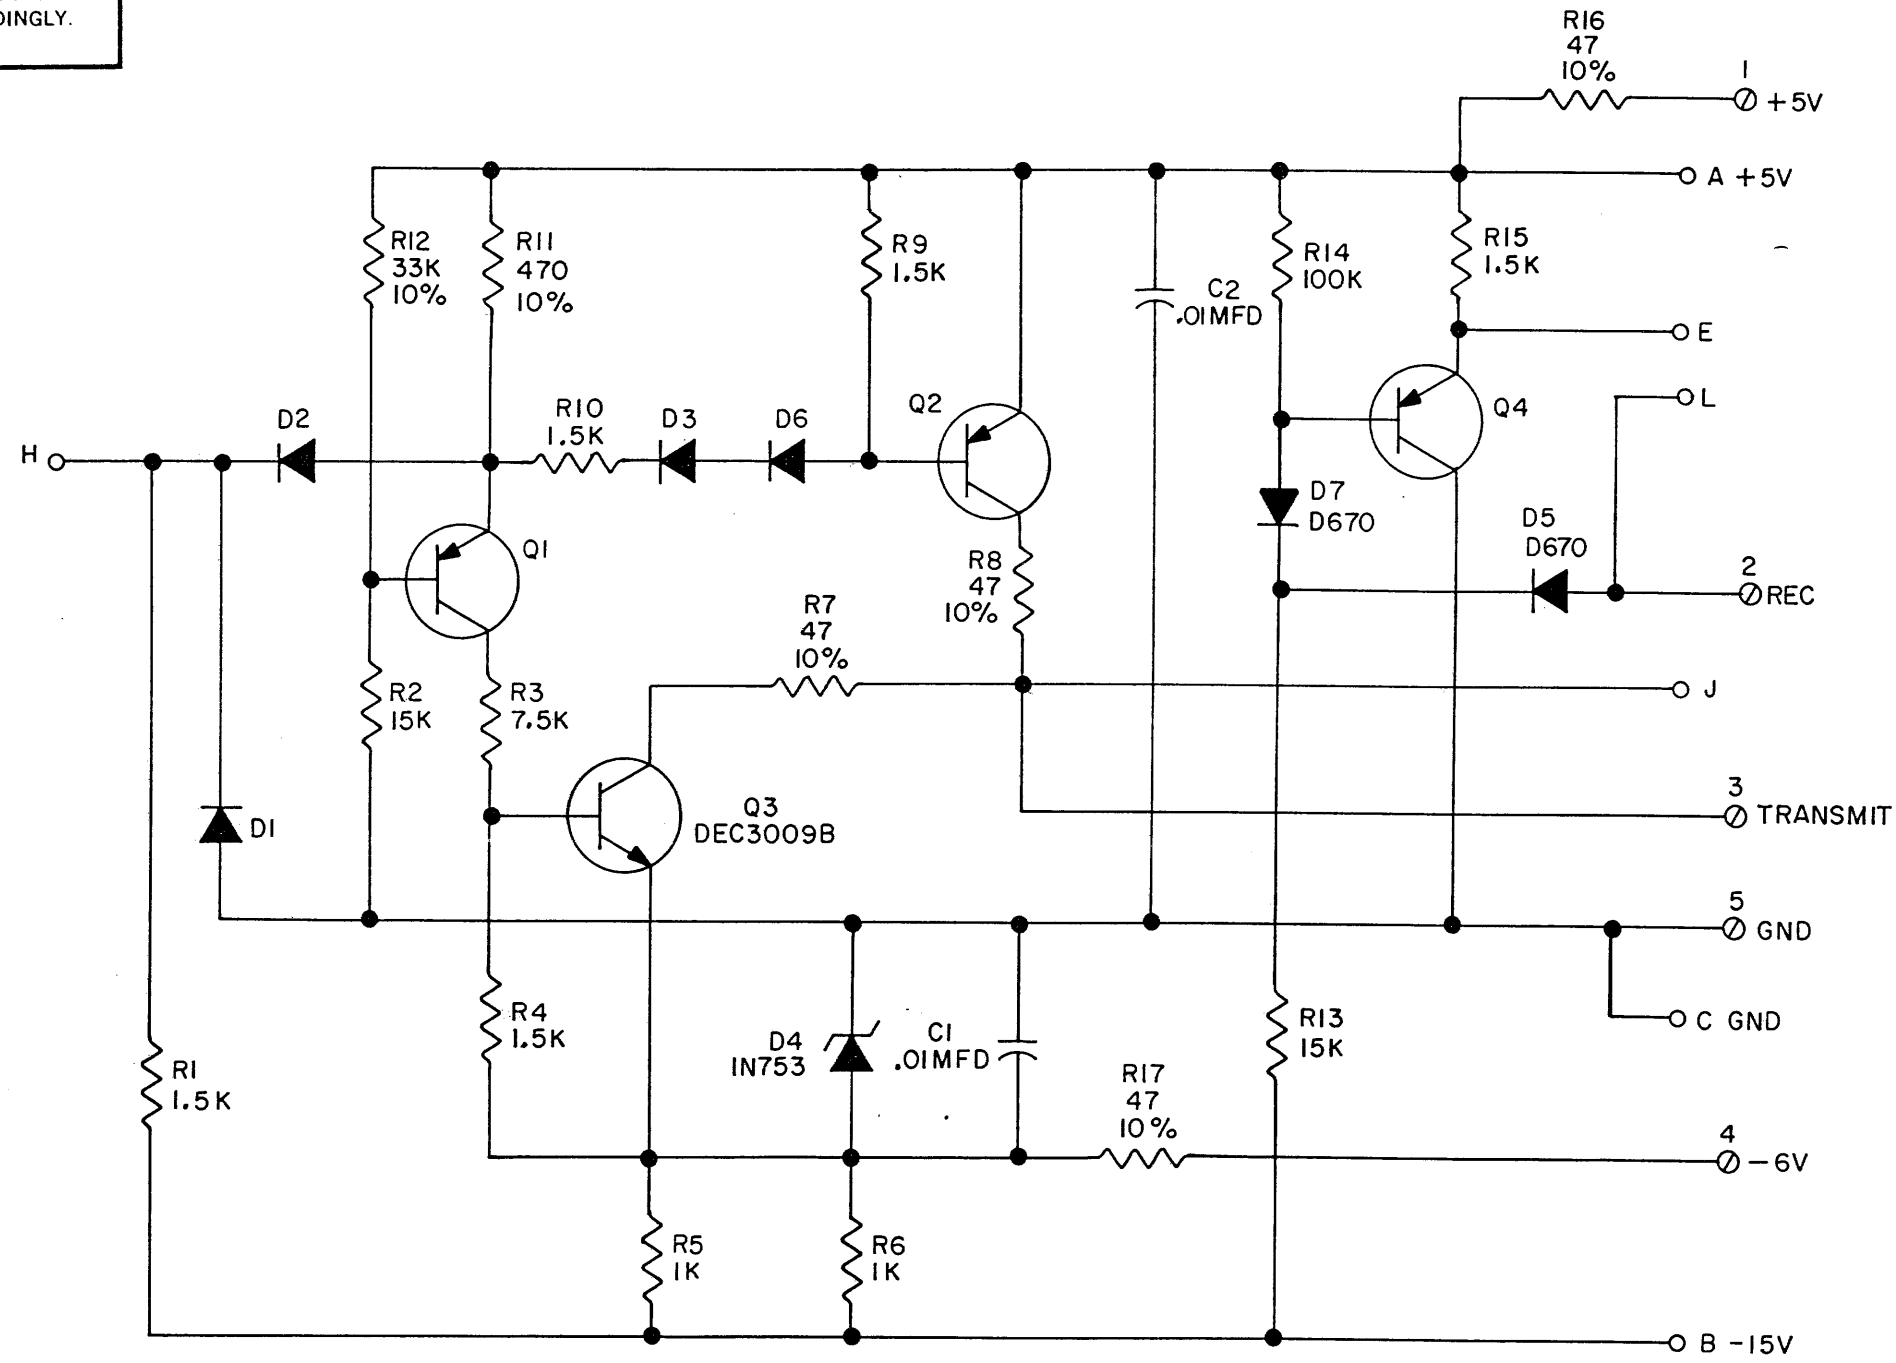 DINGLY.
R16
47
10%
1
+5V
A +5V
R12
33K
10%
R11
470
10%
R9
1.5K
C2
.01MFD
R14
100K
R15
1.5K
E
L
H
D2
R10
1.5K
D3
D6
Q2
Q4
D7
D670
D5
D670
Q1
R8
47
10%
2
REC
R7
47
10%
R2
15K
R3
7.5K
J
D1
Q3
DEC3009B
3
TRANSMIT
5
GND
R4
1.5K
D4
1N753
C1
.01MFD
R13
15K
C GND
R1
1.5K
R17
47
10%
4
-6V
R5
1K
R6
1K
B -15V